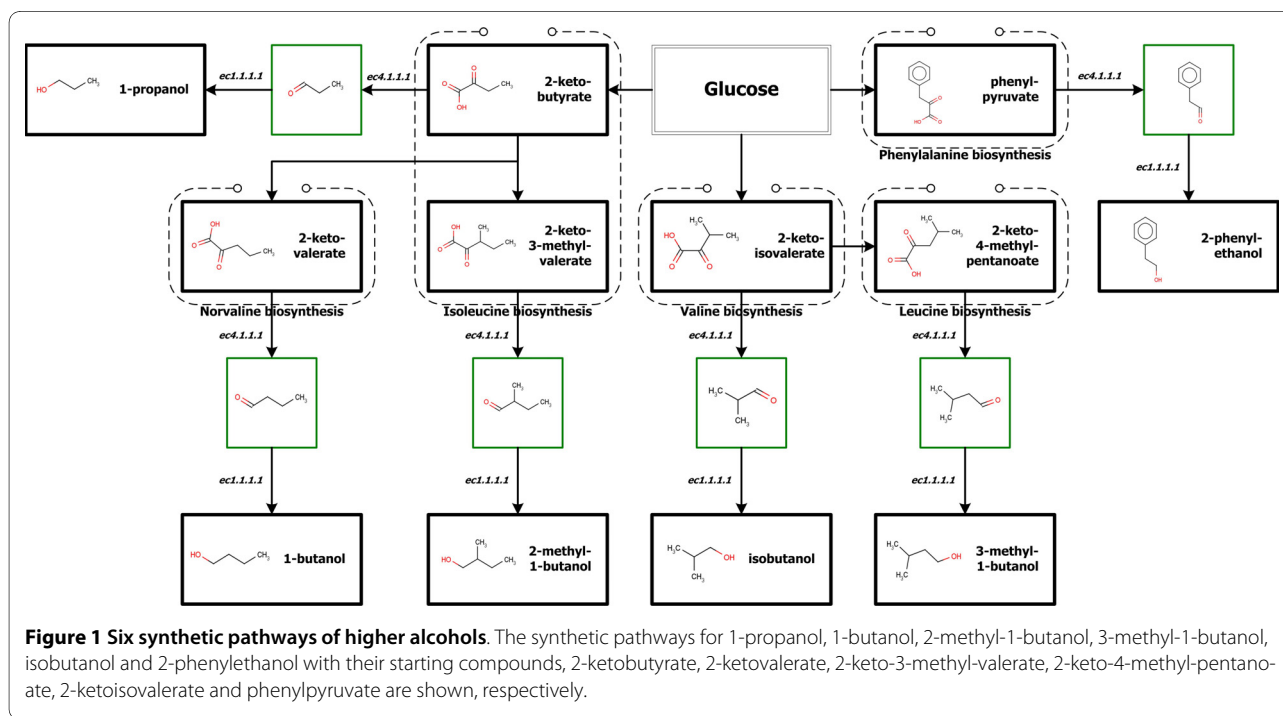 1-propanol
ec1.1.1.1
ec4.1.1.1
2-keto-
butyrate
Glucose
phenyl-
pyruvate
ec4.1.1.1
Phenylalanine biosynthesis
ec1.1.1.1
2-keto-
valerate
2-keto-
3-methyl-
valerate
2-keto-
isovalerate
2-keto-
4-methyl-
pentanoate
2-phenyl-
ethanol
Norvaline biosynthesis
Isoleucine biosynthesis
Valine biosynthesis
Leucine biosynthesis
ec4.1.1.1
ec4.1.1.1
ec4.1.1.1
ec4.1.1.1
ec1.1.1.1
ec1.1.1.1
ec1.1.1.1
ec1.1.1.1
1-butanol
2-methyl-
1-butanol
isobutanol
3-methyl-
1-butanol
Figure 1 Six synthetic pathways of higher alcohols. The synthetic pathways for 1-propanol, 1-butanol, 2-methyl-1-butanol, 3-methyl-1-butanol,
isobutanol and 2-phenylethanol with their starting compounds, 2-ketobutyrate, 2-ketovalerate, 2-keto-3-methyl-valerate, 2-keto-4-methyl-pentano-
ate, 2-ketoisovalerate and phenylpyruvate are shown, respectively.